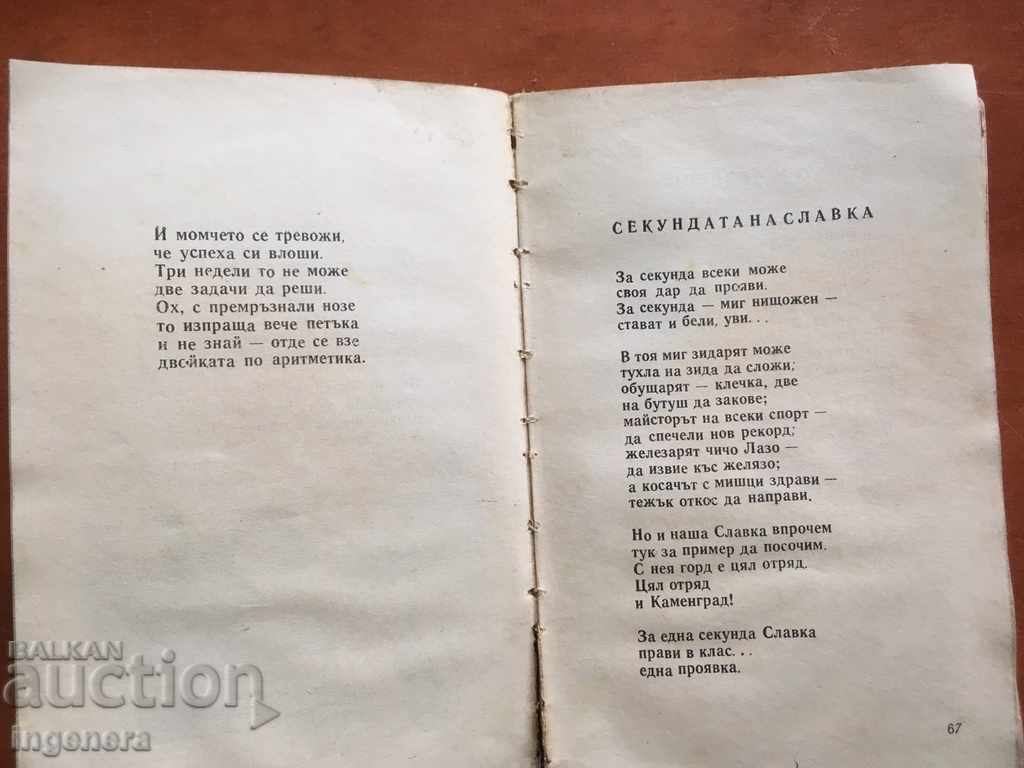 И момчето се тревожи,
че успеха си влоши.
Три недели то не може
две задачи да реши.
Ох, с премръзнали нозе
то изпраща вече петъка
и не знай — отде се взе
двойката по аритметика.
СЕКУНДАТА НА СЛАВКА
За секунда всеки може
своя дар да прояви.
За секунда — миг нищожен —
стават и бели, уви...
В тоя миг зидарят може
тухла на зида да сложи;
обущарят — клечка, две
на бутуш да закове;
майсторът на всеки спорт —
да спечели нов рекорд;
железарят чичо Лазо —
да извие къс желязо;
а косачът с мишци здрави —
тежък откос да направи.
Но и наша Славка впрочем
тук за пример да посочим.
С нея горд е цял отряд.
Цял отряд
и Каменград!
За една секунда Славка
прави в клас...
една проявка.
67
BALKAN
auction
ingenera